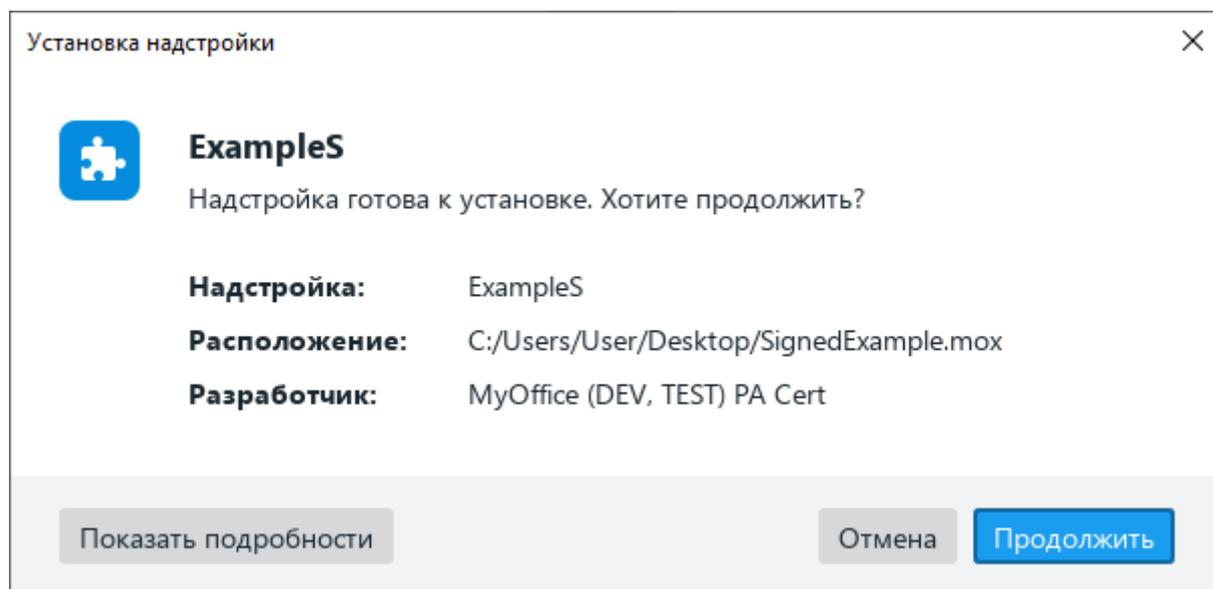 Установка надстройки
ExampleS
Надстройка готова к установке. Хотите продолжить?
Надстройка: ExampleS
Расположение: C:/Users/User/Desktop/SignedExample.mox
Разработчик: MyOffice (DEV, TEST) PA Cert
Показать подробности Отмена Продолжить